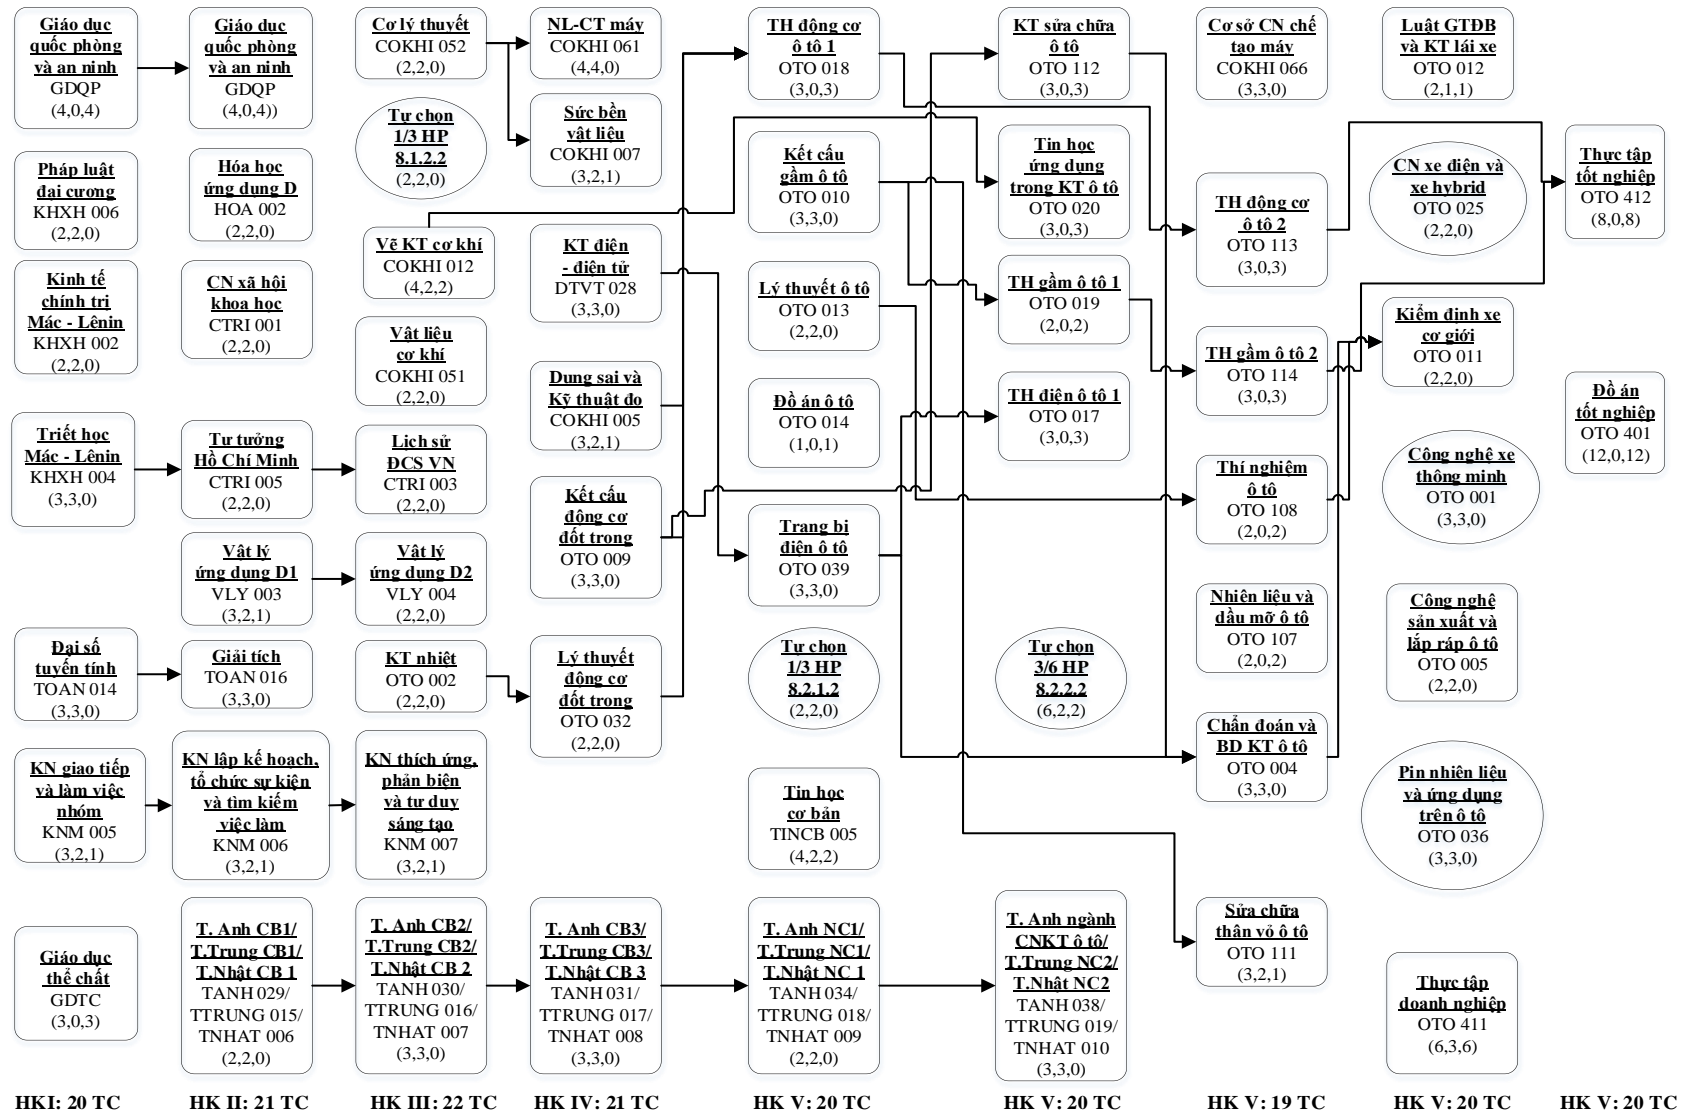 Giáo dục
quốc phòng
và an ninh
GDQP
(4,0,4)
Pháp luật
đại cương
KHXH 006
(2,2,0)
Kinh tế
chính trị
Mác - Lênin
KHXH 002
(2,2,0)
Triết học
Mác - Lênin
KHXH 004
(3,3,0)
Đại số
tuyến tính
TOAN 014
(3,3,0)
KN giao tiếp
và làm việc
nhóm
KNM 005
(3,2,1)
Giáo dục
thể chất
GDTC
(3,0,3)
HKI: 20 TC
Giáo dục
quốc phòng
và an ninh
GDQP
(4,0,4))
Hóa học
ứng dụng D
HOA 002
(2,2,0)
CN xã hội
khoa học
CTRI 001
(2,2,0)
Tư tưởng
Hồ Chí Minh
CTRI 005
(2,2,0)
Vật lý
ứng dụng D1
VLY 003
(3,2,1)
Giải tích
TOAN 016
(3,3,0)
KN lập kế hoạch,
tổ chức sự kiện
và tìm kiếm
việc làm
KNM 006
(3,2,1)
T. Anh CB1/
T.Trung CB1/
T.Nhật CB 1
TANH 029/
TTRUNG 015/
TNHAT 006
(2,2,0)
HK II: 21 TC
Cơ lý thuyết
COKHI 052
(2,2,0)
Tự chọn
1/3 HP
8.1.2.2
(2,2,0)
Vẽ KT cơ khí
COKHI 012
(4,2,2)
Vật liệu
cơ khí
COKHI 051
(2,2,0)
Lịch sử
ĐCS VN
CTRI 003
(2,2,0)
Vật lý
ứng dụng D2
VLY 004
(2,2,0)
KT nhiệt
OTO 002
(2,2,0)
KN thích ứng,
phản biện
và tư duy
sáng tạo
KNM 007
(3,2,1)
T. Anh CB2/
T.Trung CB2/
T.Nhật CB 2
TANH 030/
TTRUNG 016/
TNHAT 007
(3,3,0)
HK III: 22 TC
NL-CT máy
COKHI 061
(4,4,0)
Sức bền
vật liệu
COKHI 007
(3,2,1)
KT điện
- điện tử
DTVT 028
(3,3,0)
Dung sai và
Kỹ thuật đo
COKHI 005
(3,2,1)
Kết cấu
động cơ
đốt trong
OTO 009
(3,3,0)
Lý thuyết
động cơ
đốt trong
OTO 032
(2,2,0)
T. Anh CB3/
T.Trung CB3/
T.Nhật CB 3
TANH 031/
TTRUNG 017/
TNHAT 008
(3,3,0)
HK IV: 21 TC
TH động cơ
ô tô 1
OTO 018
(3,0,3)
Kết cấu
gầm ô tô
OTO 010
(3,3,0)
Lý thuyết ô tô
OTO 013
(2,2,0)
Đồ án ô tô
OTO 014
(1,0,1)
Trang bị
điện ô tô
OTO 039
(3,3,0)
Tự chọn
1/3 HP
8.2.1.2
(2,2,0)
Tin học
cơ bản
TINCB 005
(4,2,2)
T. Anh NC1/
T.Trung NC1/
T.Nhật NC 1
TANH 034/
TTRUNG 018/
TNHAT 009
(2,2,0)
HK V: 20 TC
KT sửa chữa
ô tô
OTO 112
(3,0,3)
Tin học
ứng dụng
trong KT ô tô
OTO 020
(3,0,3)
TH gầm ô tô 1
OTO 019
(2,0,2)
TH điện ô tô 1
OTO 017
(3,0,3)
Tự chọn
3/6 HP
8.2.2.2
(6,2,2)
T. Anh ngành
CNKT ô tô/
T.Trung NC2/
T.Nhật NC2
TANH 038/
TTRUNG 019/
TNHAT 010
(3,3,0)
HK V: 20 TC
Cơ sở CN chế
tạo máy
COKHI 066
(3,3,0)
TH động cơ
ô tô 2
OTO 113
(3,0,3)
TH gầm ô tô 2
OTO 114
(3,0,3)
Thí nghiệm
ô tô
OTO 108
(2,0,2)
Nhiên liệu và
dầu mỡ ô tô
OTO 107
(2,0,2)
Chẩn đoán và
BD KT ô tô
OTO 004
(3,3,0)
Sửa chữa
thân vỏ ô tô
OTO 111
(3,2,1)
HK V: 19 TC
Luật GTĐB
và KT lái xe
OTO 012
(2,1,1)
CN xe điện và
xe hybrid
OTO 025
(2,2,0)
Kiểm định xe
cơ giới
OTO 011
(2,2,0)
Công nghệ xe
thông minh
OTO 001
(3,3,0)
Công nghệ
sản xuất và
lắp ráp ô tô
OTO 005
(2,2,0)
Pin nhiên liệu
và ứng dụng
trên ô tô
OTO 036
(3,3,0)
Thực tập
doanh nghiệp
OTO 411
(6,3,6)
HK V: 20 TC
Thực tập
tốt nghiệp
OTO 412
(8,0,8)
Đồ án
tốt nghiệp
OTO 401
(12,0,12)
HK V: 20 TC